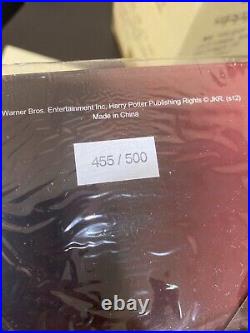 Warner Bros. Entertainment Inc. Harry Potter Publishing Rights © JKR. (s12)
Made in China
455 / 500